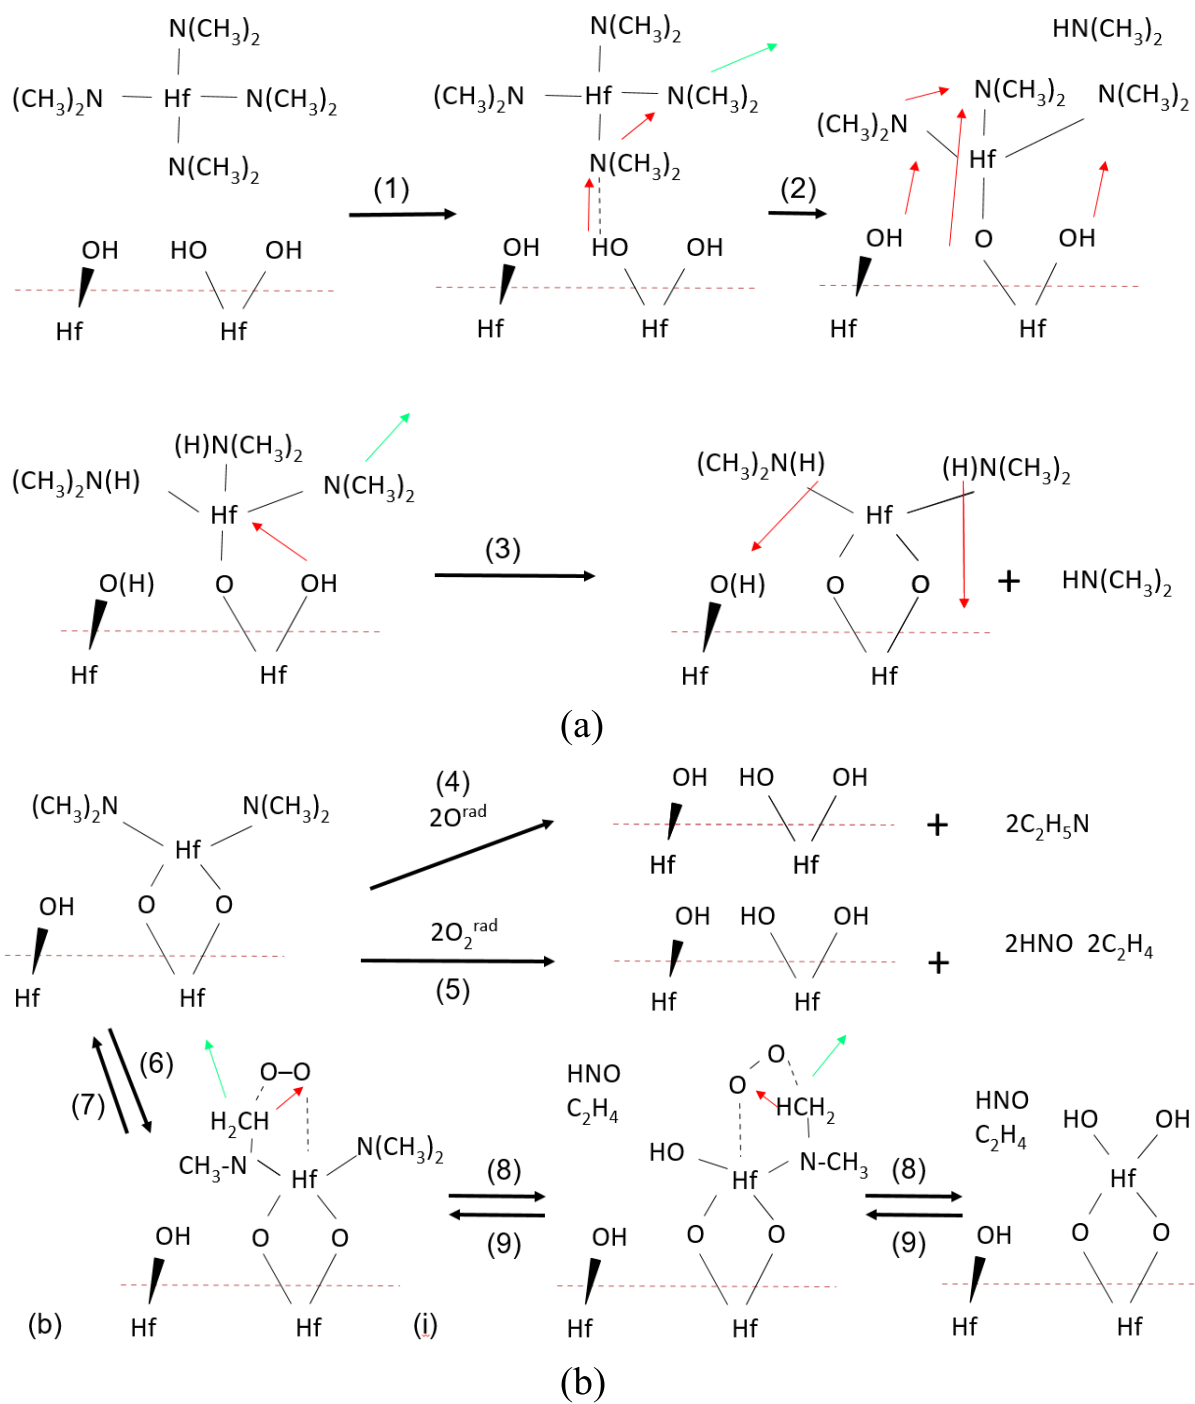 N(CH3)2 N(CH3)2 HN(CH3)2
(CH3)2N Hf N(CH3)2 (CH3)2N Hf N(CH3)2 N(CH3)2 N(CH3)2
N(CH3)2 N(CH3)2 (CH3)2N Hf
(1) (2)
OH HO OH OH HO OH OH O OH
Hf Hf Hf Hf Hf Hf
(H)N(CH3)2 (CH3)2N(H) (H)N(CH3)2
(CH3)2N(H) N(CH3)2
Hf Hf
(3)
O(H) O OH O(H) O O + HN(CH3)2
Hf Hf Hf Hf
(a)
(4) OH HO OH
(CH3)2N N(CH3)2 2Orad + 2C2H5N
Hf Hf Hf
OH O O 2O2rad OH HO OH
+ 2HNO 2C2H4
(5)
Hf Hf Hf Hf
(6) O–O O O
(7) HNO HNO
H2CH C2H4 HCH2 C2H4 HO OH
CH3-N N(CH3)2 HO N-CH3
Hf (8) Hf (8) Hf
OH O O (9) OH O O (9) OH O O
(b) Hf Hf (i) Hf Hf Hf Hf
(b)